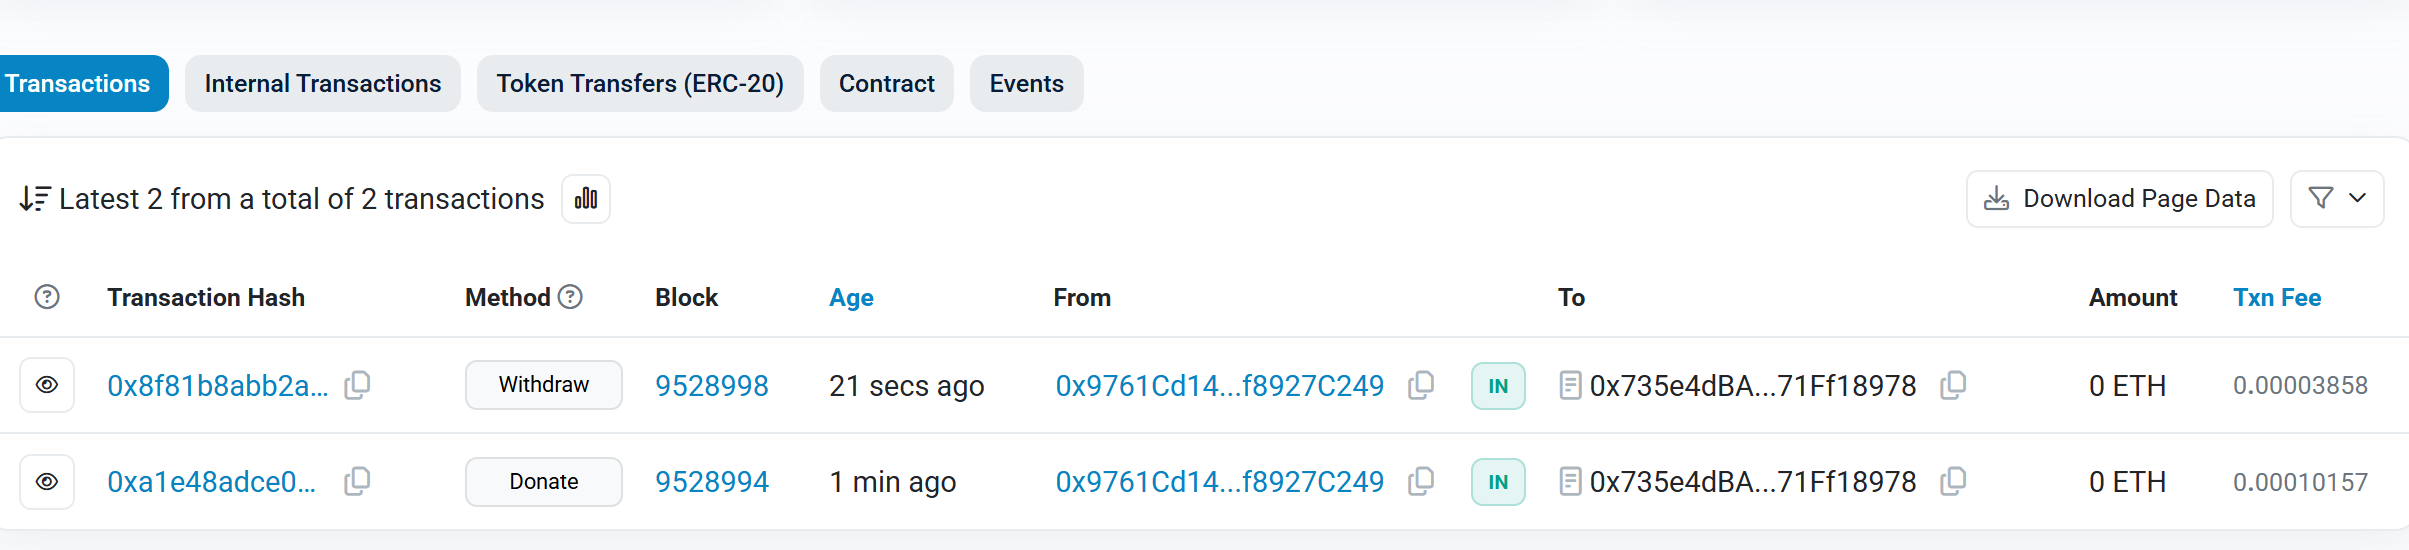 Transactions Internal Transactions Token Transfers (ERC-20) Contract Events
Latest 2 from a total of 2 transactions Download Page Data
Transaction Hash Method Block Age From To Amount Txn Fee
0x8f81b8abb2a... Withdraw 9528998 21 secs ago 0x9761Cd14...f8927C249 IN 0x735e4dBA...71Ff18978 0 ETH 0.00003858
0xa1e48adce0... Donate 9528994 1 min ago 0x9761Cd14...f8927C249 IN 0x735e4dBA...71Ff18978 0 ETH 0.00010157